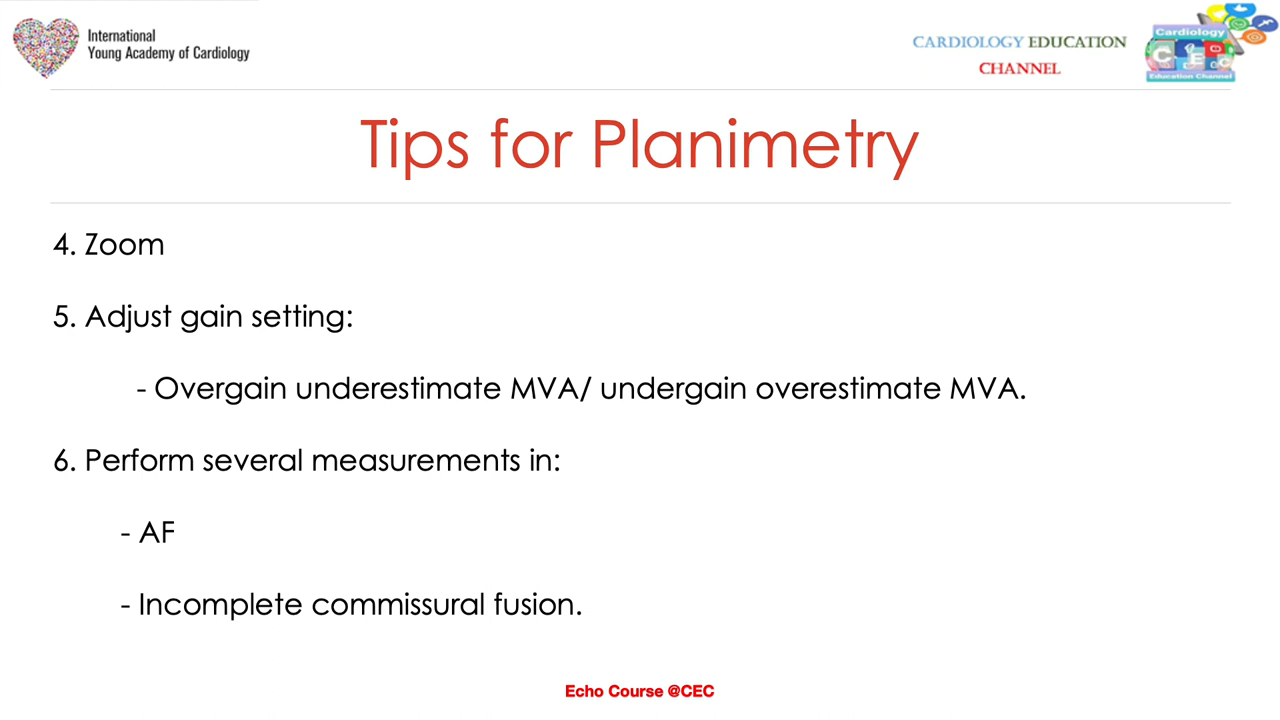 International
Young Academy of Cardiology
CARDIOLOGY EDUCATION
CHANNEL
Cardiology
C E P C
Education Channel
Tips for Planimetry
4. Zoom
5. Adjust gain setting:
- Overgain underestimate MVA/ undergain overestimate MVA.
6. Perform several measurements in:
- AF
- Incomplete commissural fusion.
Echo Course @CEC